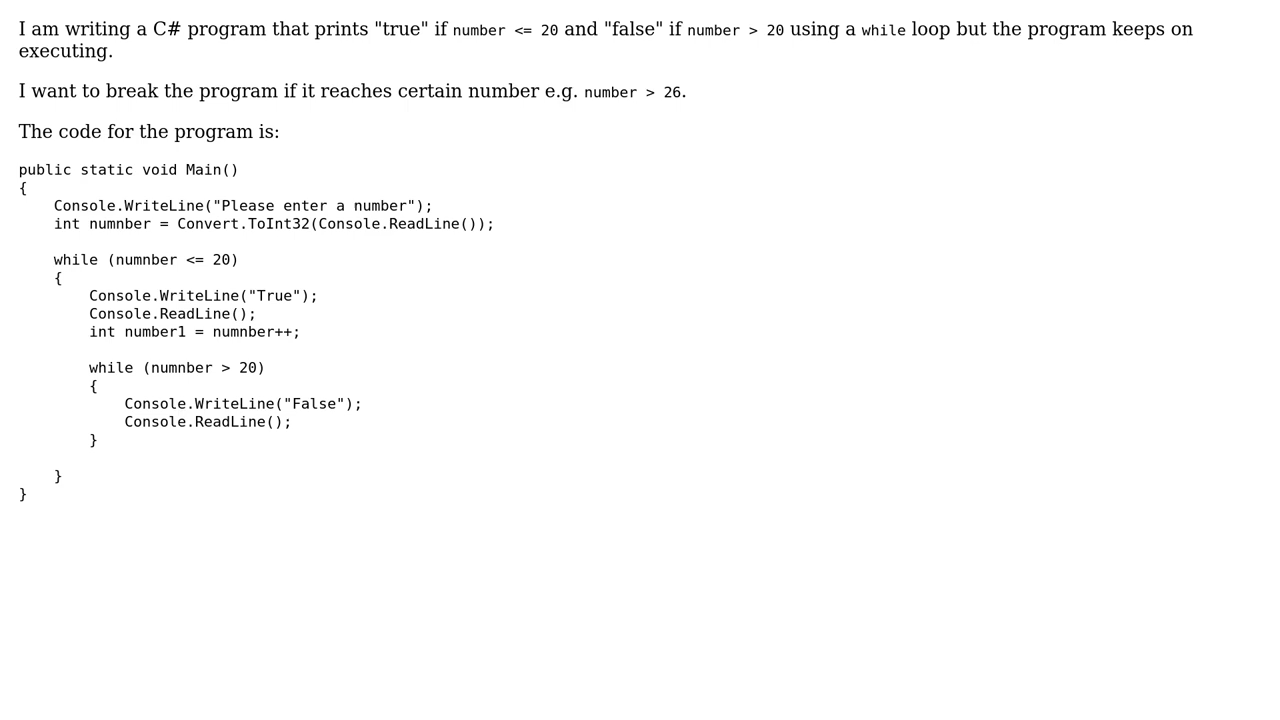 I am writing a C# program that prints "true" if number <= 20 and "false" if number > 20 using a while loop but the program keeps on
executing.
I want to break the program if it reaches certain number e.g. number > 26.
The code for the program is:
public static void Main()
{
    Console.WriteLine("Please enter a number");
    int numnber = Convert.ToInt32(Console.ReadLine());
    while (numnber <= 20)
    {
        Console.WriteLine("True");
        Console.ReadLine();
        int number1 = numnber++;
        while (numnber > 20)
        {
            Console.WriteLine("False");
            Console.ReadLine();
        }
    }
}